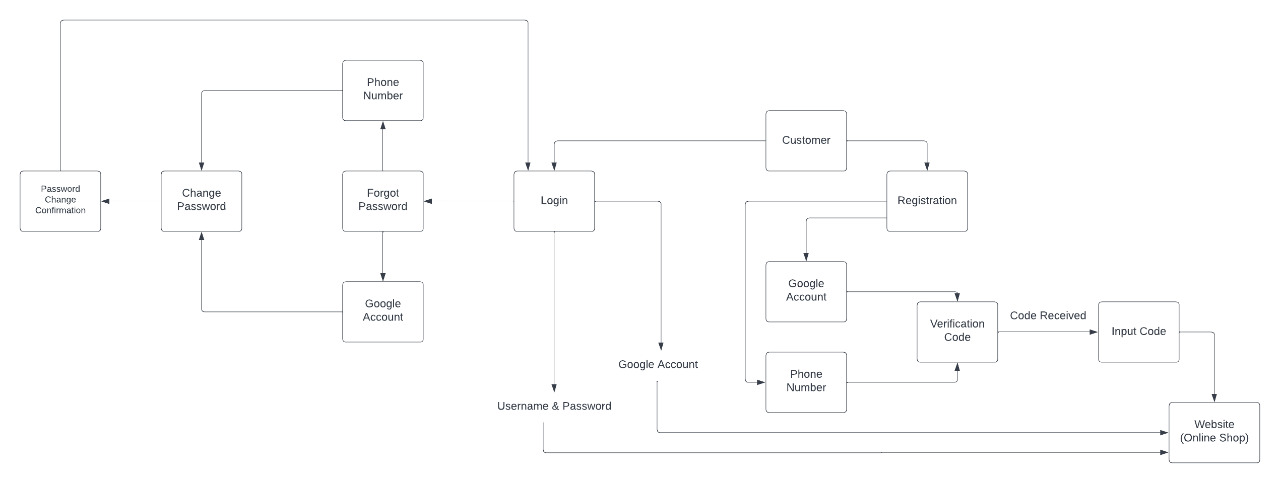 Phone
Number
Customer
Password
Change
Confirmation
Change
Password
Forgot
Password
Login
Registration
Google
Account
Google
Account
Verification
Code
Code Received
Input Code
Google Account
Phone
Number
Username & Password
Website
(Online Shop)